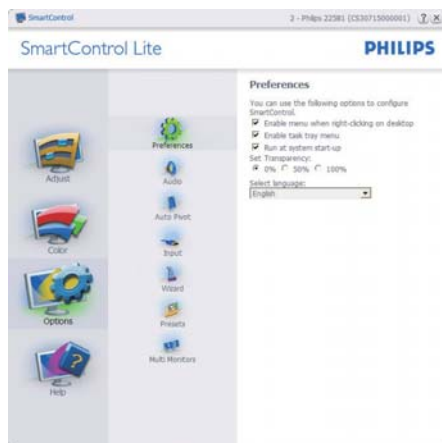 SmartControl
2 - Philips 225B1 (CS30715000001)
SmartControl Lite
PHILIPS
Adjust
Color
Options
Help
Preferences
Audio
Auto Pivot
Input
Wizard
Presets
Multi Monitors
Preferences
You can use the following options to configure
SmartControl.
Enable menu when right-clicking on desktop
Enable task tray menu
Run at system start-up
Set Transparency:
0% 50% 100%
Select language:
English